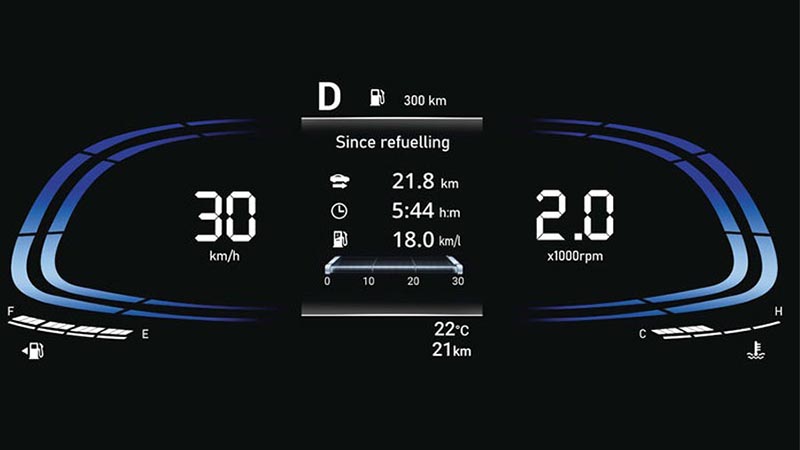 D 300 km
Since refuelling
21.8 km
5:44 h:m
18.0 km/l
0 10 20 30
30
km/h
2.0
x1000rpm
F E
C H
22°C
21km